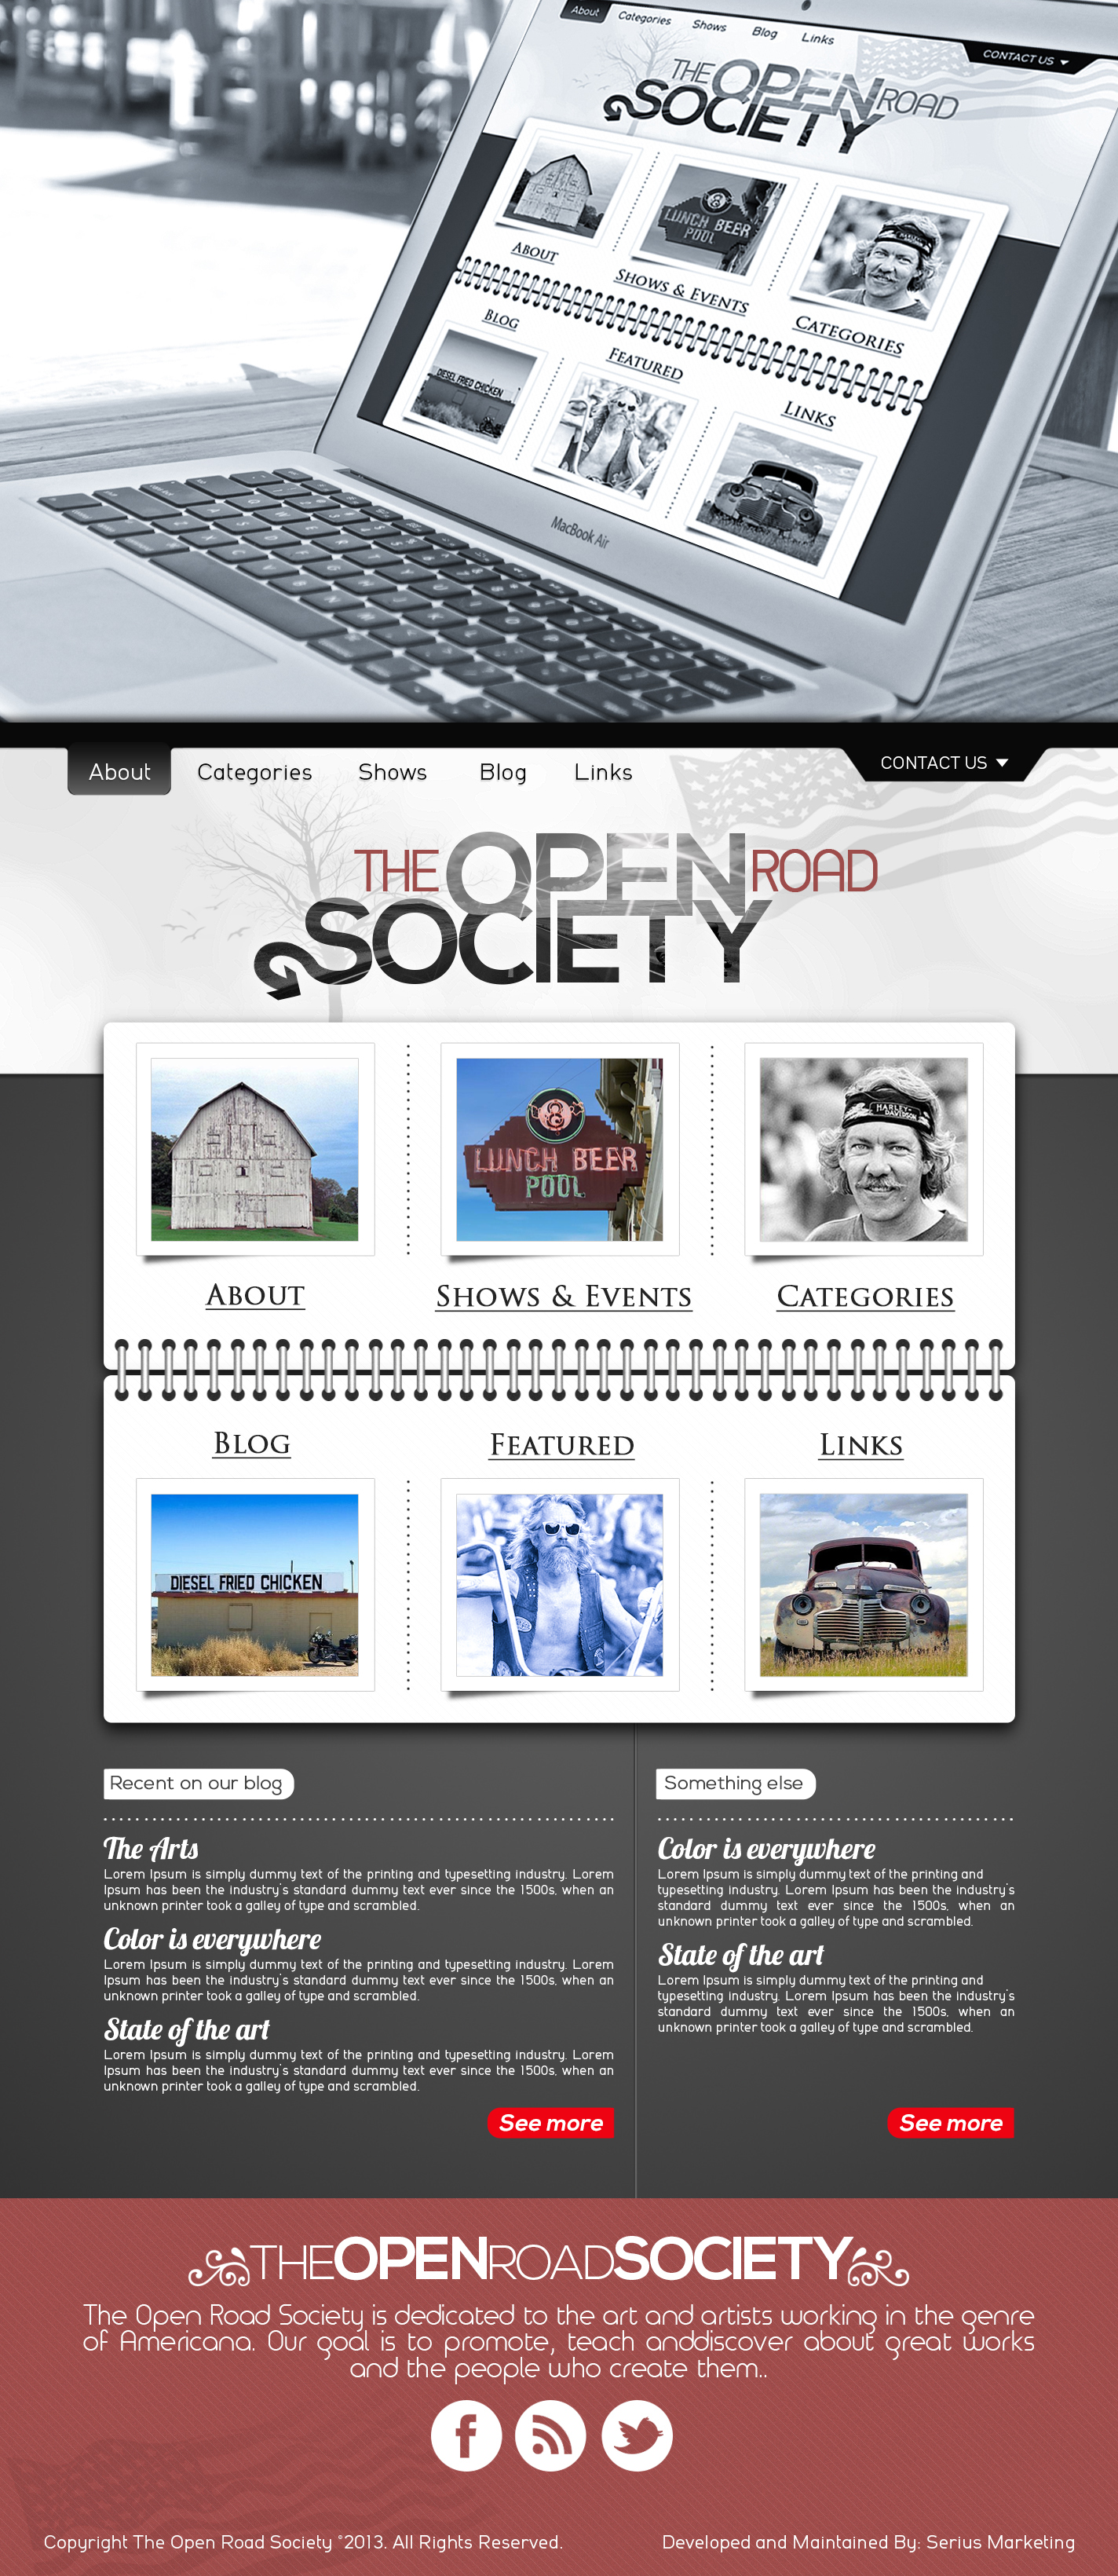 About Categories Shows Blog Links
CONTACT US
THE OPEN ROAD
SOCIETY
LUNCH BEER
POOL
About
Shows & Events
Categories
Blog
Featured
Links
DIESEL FRIED CHICKEN
MacBook Air
About Categories Shows Blog Links
CONTACT US
THE OPEN ROAD
SOCIETY
LUNCH BEER
POOL
HARLEY-
DAVIDSON
About
Shows & Events
Categories
Blog
Featured
Links
DIESEL FRIED CHICKEN
Recent on our blog
The Arts
Lorem Ipsum is simply dummy text of the printing and typesetting industry. Lorem
Ipsum has been the industry's standard dummy text ever since the 1500s, when an
unknown printer took a galley of type and scrambled.
Color is everywhere
Lorem Ipsum is simply dummy text of the printing and typesetting industry. Lorem
Ipsum has been the industry's standard dummy text ever since the 1500s, when an
unknown printer took a galley of type and scrambled.
State of the art
Lorem Ipsum is simply dummy text of the printing and typesetting industry. Lorem
Ipsum has been the industry's standard dummy text ever since the 1500s, when an
unknown printer took a galley of type and scrambled.
See more
Something else
Color is everywhere
Lorem Ipsum is simply dummy text of the printing and
typesetting industry. Lorem Ipsum has been the industry's
standard dummy text ever since the 1500s, when an
unknown printer took a galley of type and scrambled.
State of the art
Lorem Ipsum is simply dummy text of the printing and
typesetting industry. Lorem Ipsum has been the industry's
standard dummy text ever since the 1500s, when an
unknown printer took a galley of type and scrambled.
See more
THEOPENROADSOCIETY
The Open Road Society is dedicated to the art and artists working in the genre
of Americana. Our goal is to promote, teach anddiscover about great works
and the people who create them..
Copyright The Open Road Society °2013. All Rights Reserved.
Developed and Maintained By: Serius Marketing